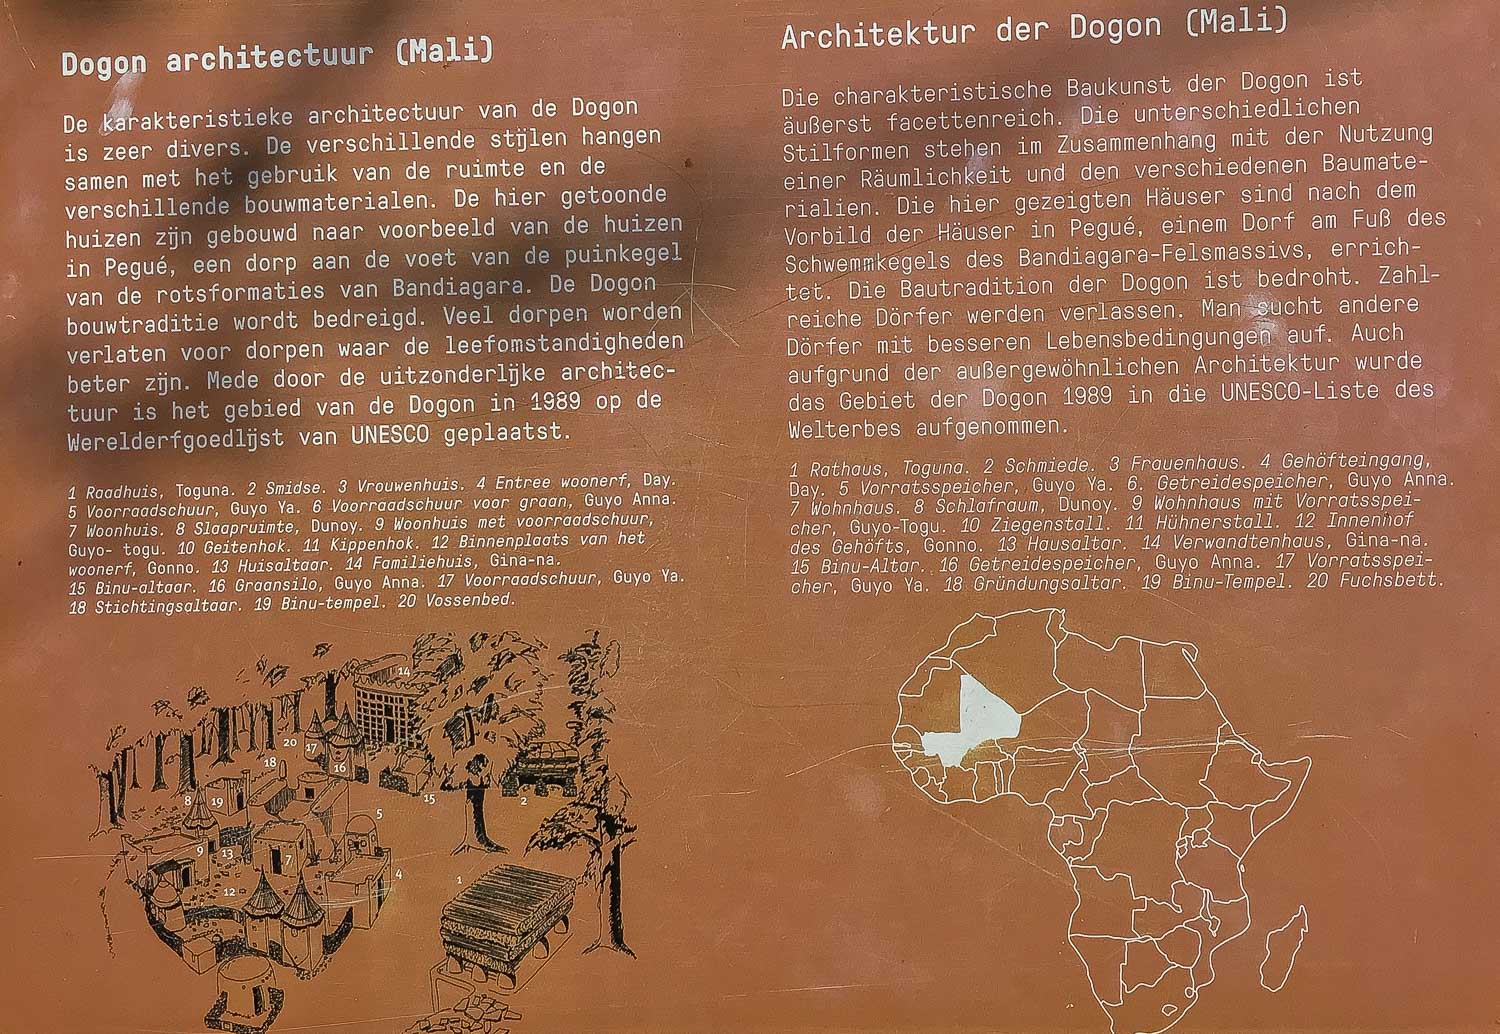 Dogon architectuur (Mali)
De karakteristieke architectuur van de Dogon
is zeer divers. De verschillende stijlen hangen
samen met het gebruik van de ruimte en de
verschillende bouwmaterialen. De hier getoonde
huizen zijn gebouwd naar voorbeeld van de huizen
in Pegué, een dorp aan de voet van de puinkegel
van de rotsformaties van Bandiagara. De Dogon
bouwtraditie wordt bedreigd. Veel dorpen worden
verlaten voor dorpen waar de leefomstandigheden
beter zijn. Mede door de uitzonderlijke architec-
tuur is het gebied van de Dogon in 1989 op de
Werelderfgoedlijst van UNESCO geplaatst.
1 Raadhuis, Toguna. 2 Smidse. 3 Vrouwenhuis. 4 Entree woonerf, Day.
5 Voorraadschuur, Guyo Ya. 6 Voorraadschuur voor graan, Guyo Anna.
7 Woonhuis. 8 Slaapruimte, Dunoy. 9 Woonhuis met voorraadschuur,
Guyo- togu. 10 Geitenhok. 11 Kippenhok. 12 Binnenplaats van het
woonerf, Gonno. 13 Huisaltaar. 14 Familiehuis, Gina-na.
15 Binu-altaar. 16 Graansilo, Guyo Anna. 17 Voorraadschuur, Guyo Ya.
18 Stichtingsaltaar. 19 Binu-tempel. 20 Vossenbed.
14
20
17
18
16
8
19
15
2
5
9
13
7
4
12
1
Architektur der Dogon (Mali)
Die charakteristische Baukunst der Dogon ist
äußerst facettenreich. Die unterschiedlichen
Stilformen stehen im Zusammenhang mit der Nutzung
einer Räumlichkeit und den verschiedenen Baumate-
rialien. Die hier gezeigten Häuser sind nach dem
Vorbild der Häuser in Pegué, einem Dorf am Fuß des
Schwemmkegels des Bandiagara-Felsmassivs, errich-
tet. Die Bautradition der Dogon ist bedroht. Zahl-
reiche Dörfer werden verlassen. Man sucht andere
Dörfer mit besseren Lebensbedingungen auf. Auch
aufgrund der außergewöhnlichen Architektur wurde
das Gebiet der Dogon 1989 in die UNESCO-Liste des
Welterbes aufgenommen.
1 Rathaus, Toguna. 2 Schmiede. 3 Frauenhaus. 4 Gehöfteingang,
Day. 5 Vorratsspeicher, Guyo Ya. 6. Getreidespeicher, Guyo Anna.
7 Wohnhaus. 8 Schlafraum, Dunoy. 9 Wohnhaus mit Vorratsspei-
cher, Guyo-Togu. 10 Ziegenstall. 11 Hühnerstall. 12 Innenhof
des Gehöfts, Gonno. 13 Hausaltar. 14 Verwandtenhaus, Gina-na.
15 Binu-Altar. 16 Getreidespeicher, Guyo Anna. 17 Vorratsspei-
cher, Guyo Ya. 18 Gründungsaltar. 19 Binu-Tempel. 20 Fuchsbett.